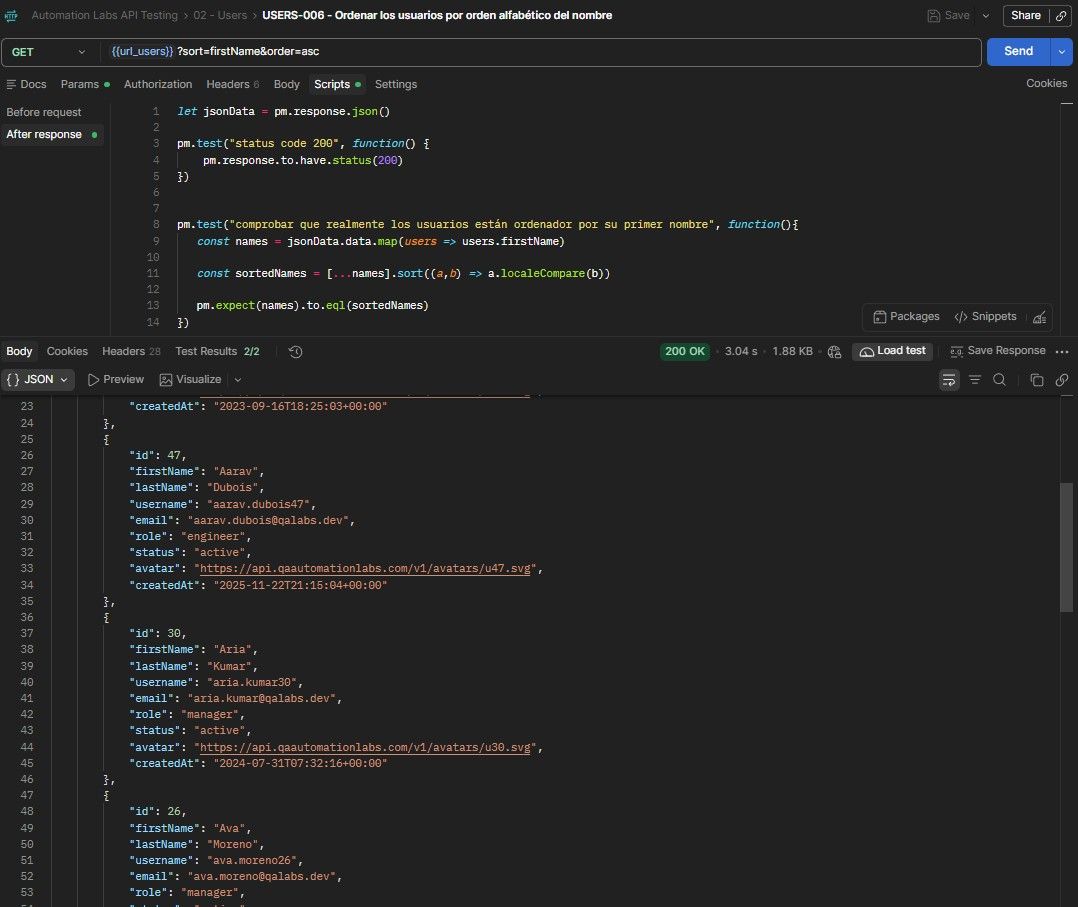 HTTP Automation Labs API Testing > 02 - Users > USERS-006 - Ordenar los usuarios por orden alfabético del nombre Save Share
GET {{url_users}} ?sort=firstName&order=asc Send
Docs Params Authorization Headers 6 Body Scripts Settings Cookies
Before request
After response
1 let jsonData = pm.response.json()
2
3 pm.test("status code 200", function() {
4 pm.response.to.have.status(200)
5 })
6
7
8 pm.test("comprobar que realmente los usuarios están ordenador por su primer nombre", function(){
9 const names = jsonData.data.map(users => users.firstName)
10
11 const sortedNames = [...names].sort((a,b) => a.localeCompare(b))
12
13 pm.expect(names).to.eql(sortedNames)
14 })
Packages Snippets
Body Cookies Headers 28 Test Results 2/2 200 OK 3.04 s 1.88 KB Load test e.g. Save Response
{} JSON Preview Visualize
23 "createdAt": "2023-09-16T18:25:03+00:00"
24 },
25 {
26 "id": 47,
27 "firstName": "Aarav",
28 "lastName": "Dubois",
29 "username": "aarav.dubois47",
30 "email": "aarav.dubois@qalabs.dev",
31 "role": "engineer",
32 "status": "active",
33 "avatar": "https://api.qaautomationlabs.com/v1/avatars/u47.svg",
34 "createdAt": "2025-11-22T21:15:04+00:00"
35 },
36 {
37 "id": 30,
38 "firstName": "Aria",
39 "lastName": "Kumar",
40 "username": "aria.kumar30",
41 "email": "aria.kumar@qalabs.dev",
42 "role": "manager",
43 "status": "active",
44 "avatar": "https://api.qaautomationlabs.com/v1/avatars/u30.svg",
45 "createdAt": "2024-07-31T07:32:16+00:00"
46 },
47 {
48 "id": 26,
49 "firstName": "Ava",
50 "lastName": "Moreno",
51 "username": "ava.moreno26",
52 "email": "ava.moreno@qalabs.dev",
53 "role": "manager",